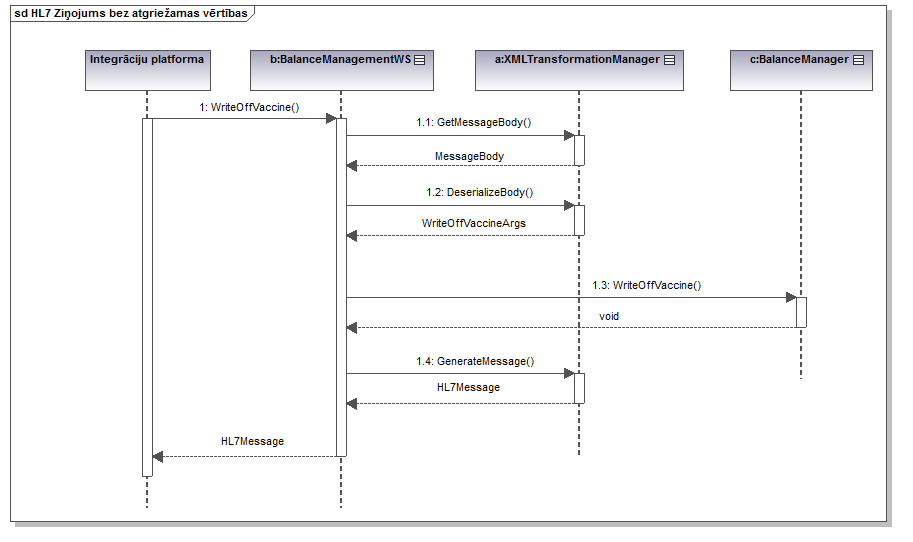 sd HL7 Ziņojums bez atgriežamas vērtības
Integrāciju platforma
b:BalanceManagementWS
a:XMLTransformationManager
c:BalanceManager
1: WriteOffVaccine()
1.1: GetMessageBody()
MessageBody
1.2: DeserializeBody()
WriteOffVaccineArgs
1.3: WriteOffVaccine()
void
1.4: GenerateMessage()
HL7Message
HL7Message